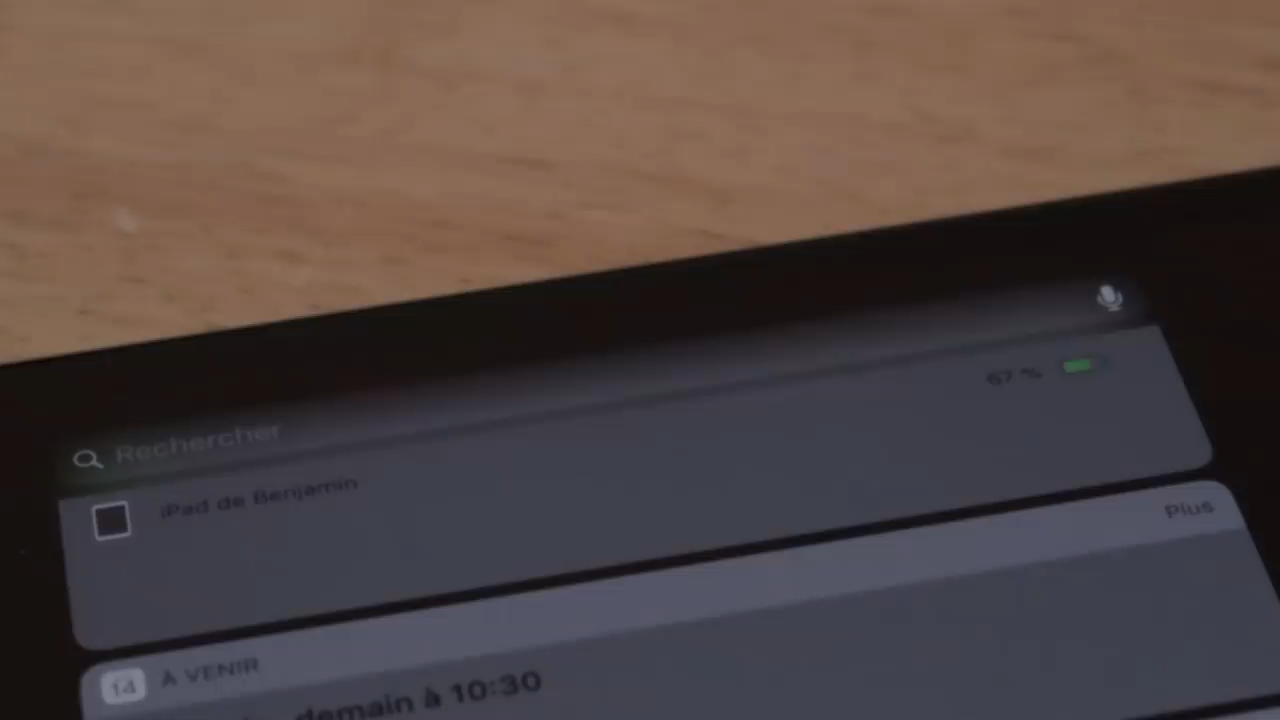 Rechercher
67 %
iPad de Benjamin
Plus
14 À VENIR
demain à 10:30